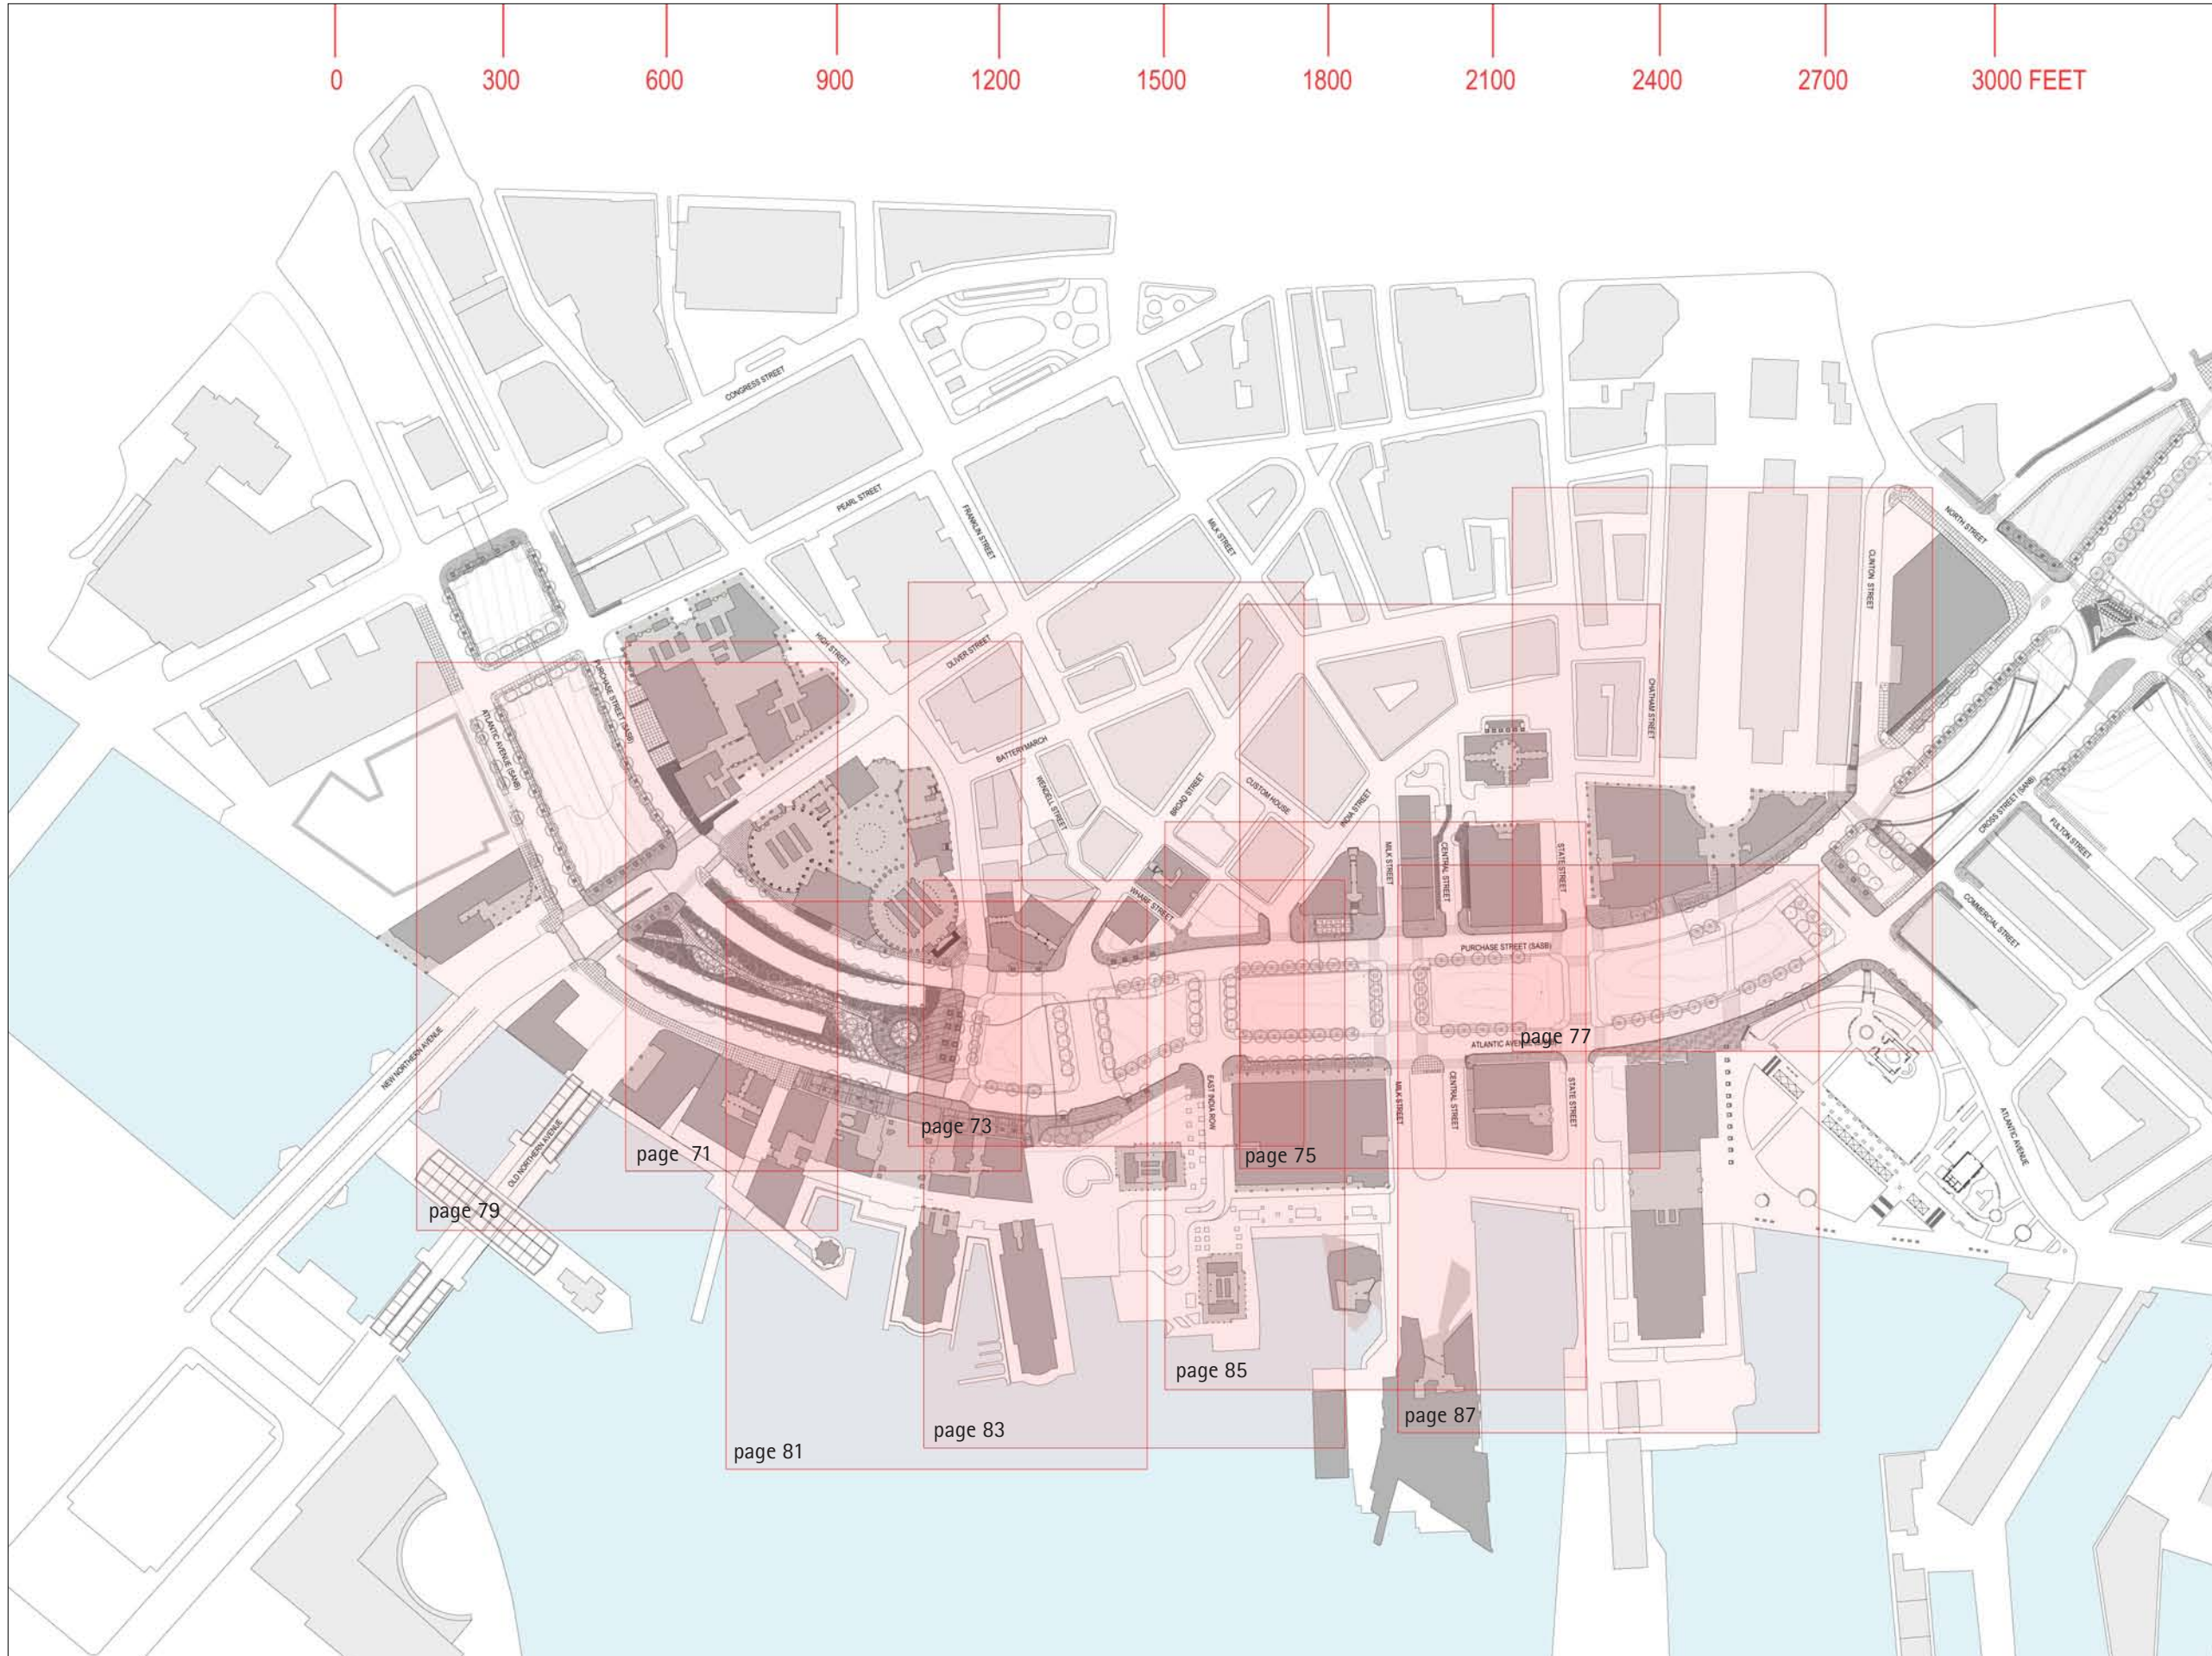 0 300 600 900 1200 1500 1800 2100 2400 2700 3000 FEET
CONGRESS STREET
PEARL STREET
FRANKLIN STREET
MILK STREET
NORTH STREET
CLINTON STREET
HIGH STREET
OLIVER STREET
PURCHASE STREET (SASB)
ATLANTIC AVENUE (SANB)
CHATHAM STREET
BATTERYMARCH
WENDELL STREET
BROAD STREET
CUSTOM HOUSE
INDIA STREET
CROSS STREET (SANB)
FULTON STREET
MILK STREET
CENTRAL STREET
STATE STREET
WHARF STREET
COMMERCIAL STREET
PURCHASE STREET (SASB)
NEW NORTHERN AVENUE
ATLANTIC AVENUE
page 77
EAST INDIA ROW
MILK STREET
CENTRAL STREET
STATE STREET
ATLANTIC AVENUE
OLD NORTHERN AVENUE
page 73
page 71
page 75
page 79
page 85
page 87
page 83
page 81